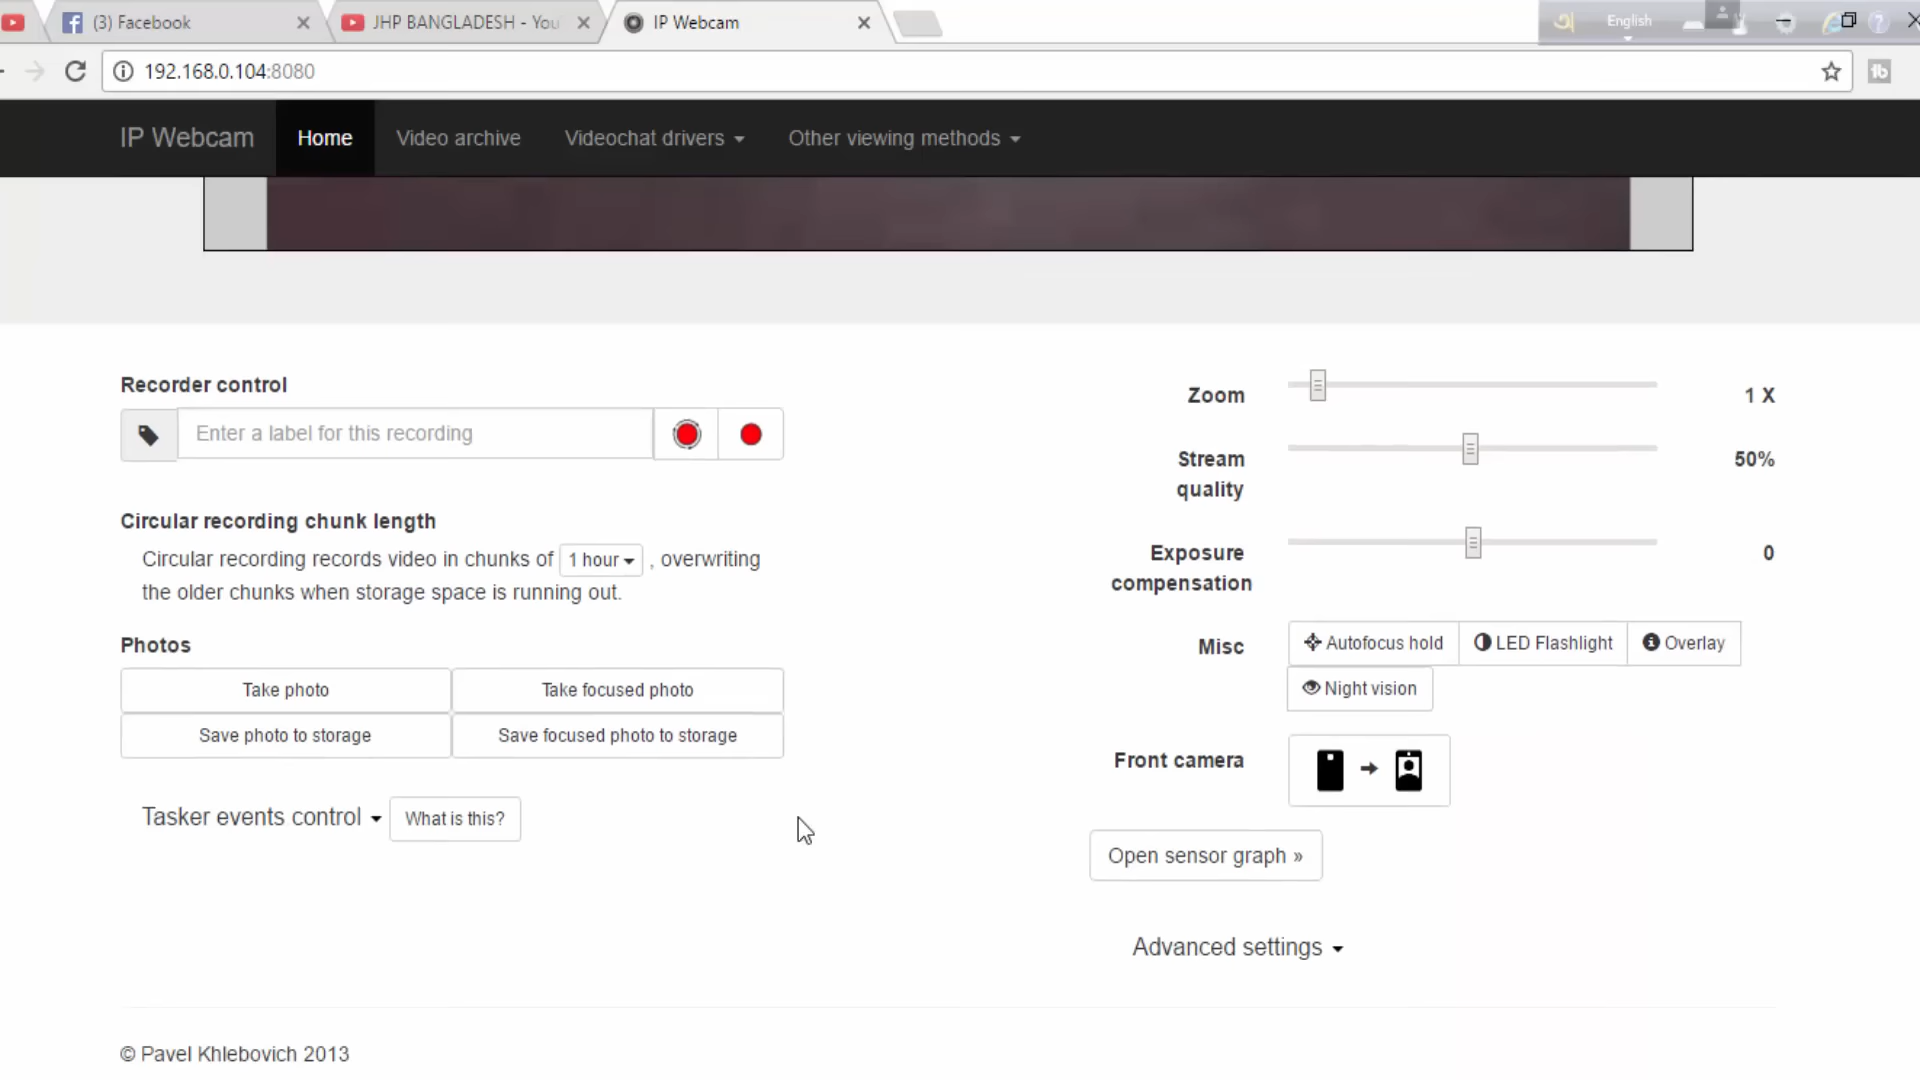 (3) Facebook
JHP BANGLADESH - You
IP Webcam
English
192.168.0.104:8080
IP Webcam
Home
Video archive
Videochat drivers
Other viewing methods
Recorder control
Enter a label for this recording
Circular recording chunk length
Circular recording records video in chunks of 1 hour , overwriting
the older chunks when storage space is running out.
Photos
Take photo
Take focused photo
Save photo to storage
Save focused photo to storage
Tasker events control
What is this?
Zoom
1 X
Stream
quality
50%
Exposure
compensation
0
Misc
Autofocus hold
LED Flashlight
Overlay
Night vision
Front camera
Open sensor graph »
Advanced settings
© Pavel Khlebovich 2013